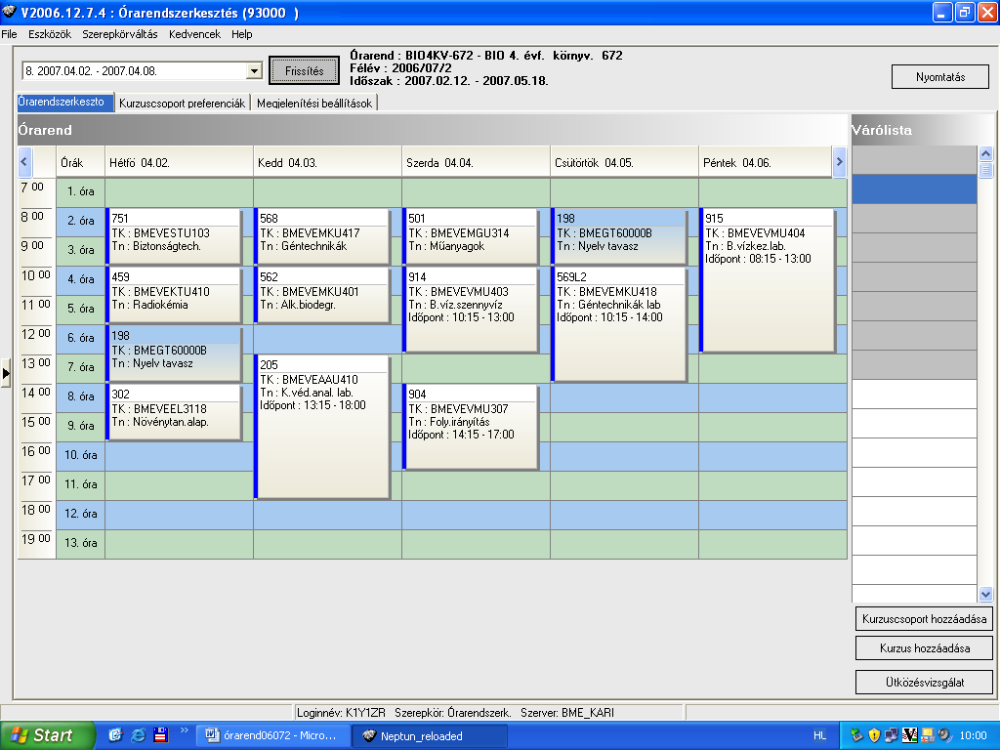 V2006.12.7.4 : Órarendszerkesztés (93000 )
File Eszközök Szerepkörváltás Kedvencek Help
8. 2007.04.02. - 2007.04.08.
Frissítés
Órarend : BIO4KV-672 - BIO 4. évf. környv. 672
Félév : 2006/07/2
Időszak : 2007.02.12. - 2007.05.18.
Nyomtatás
Órarendszerkeszto Kurzuscsoport preferenciák Megjelenítési beállítások
Órarend
Várólista
Órák Hétfő 04.02. Kedd 04.03. Szerda 04.04. Csütörtök 04.05. Péntek 04.06.
7 00 1. óra
8 00 2. óra
9 00 3. óra
10 00 4. óra
11 00 5. óra
12 00 6. óra
13 00 7. óra
14 00 8. óra
15 00 9. óra
16 00 10. óra
17 00 11. óra
18 00 12. óra
19 00 13. óra
751
TK : BMEVESTU103
Tn : Biztonságtech.
459
TK : BMEVEKTU410
Tn : Radiokémia
198
TK : BMEGT60000B
Tn : Nyelv tavasz
302
TK : BMEVEEL3118
Tn : Növénytan.alap.
568
TK : BMEVEMKU417
Tn : Géntechnikák
562
TK : BMEVEMKU401
Tn : Alk.biodegr.
205
TK : BMEVEAAU410
Tn : K.véd.anal. lab.
Időpont : 13:15 - 18:00
501
TK : BMEVEMGU314
Tn : Műanyagok
914
TK : BMEVEVMU403
Tn : B.víz.szennyvíz
Időpont : 10:15 - 13:00
904
TK : BMEVEVMU307
Tn : Foly.irányítás
Időpont : 14:15 - 17:00
198
TK : BMEGT60000B
Tn : Nyelv tavasz
569L2
TK : BMEVEMKU418
Tn : Géntechnikák lab
Időpont : 10:15 - 14:00
915
TK : BMEVEVMU404
Tn : B.vízkez.lab.
Időpont : 08:15 - 13:00
Kurzuscsoport hozzáadása
Kurzus hozzáadása
Ütközésvizsgálat
Loginnév: K1Y1ZR Szerepkör: Órarendszerk. Szerver: BME_KARI
Start órarend06072 - Micro... Neptun_reloaded HL 10:00